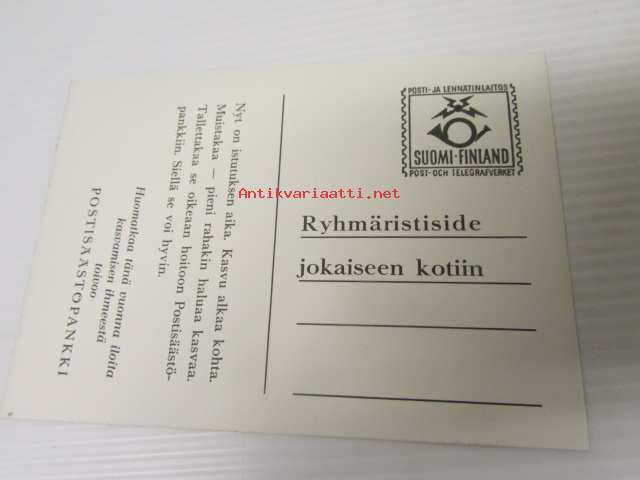 Nyt on istutuksen aika. Kasvu alkaa kohta.
Muistakaa — pieni rahakin haluaa kasvaa.
Tallettakaa se oikeaan hoitoon Postisäästö-
pankkiin. Siellä se voi hyvin.
Huomatkaa tänä vuonna iloita
kasvamisen ihmeestä
toivoo
POSTISÄÄSTÖPANKKI
POSTI- JA LENNÄTINLAITOS
SUOMI-FINLAND
POST- OCH TELEGRAFVERKET
Ryhmäristiside
jokaiseen kotiin
Antikvariaatti.net